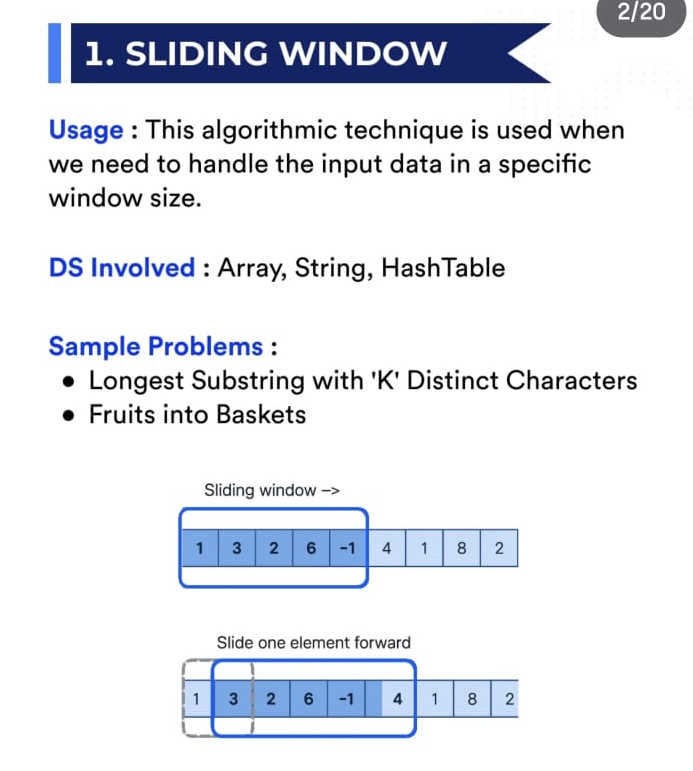 2/20
1. SLIDING WINDOW
Usage : This algorithmic technique is used when
we need to handle the input data in a specific
window size.
DS Involved : Array, String, HashTable
Sample Problems :
• Longest Substring with 'K' Distinct Characters
• Fruits into Baskets
Sliding window –>
1 3 2 6 -1 4 1 8 2
Slide one element forward
1 3 2 6 -1 4 1 8 2